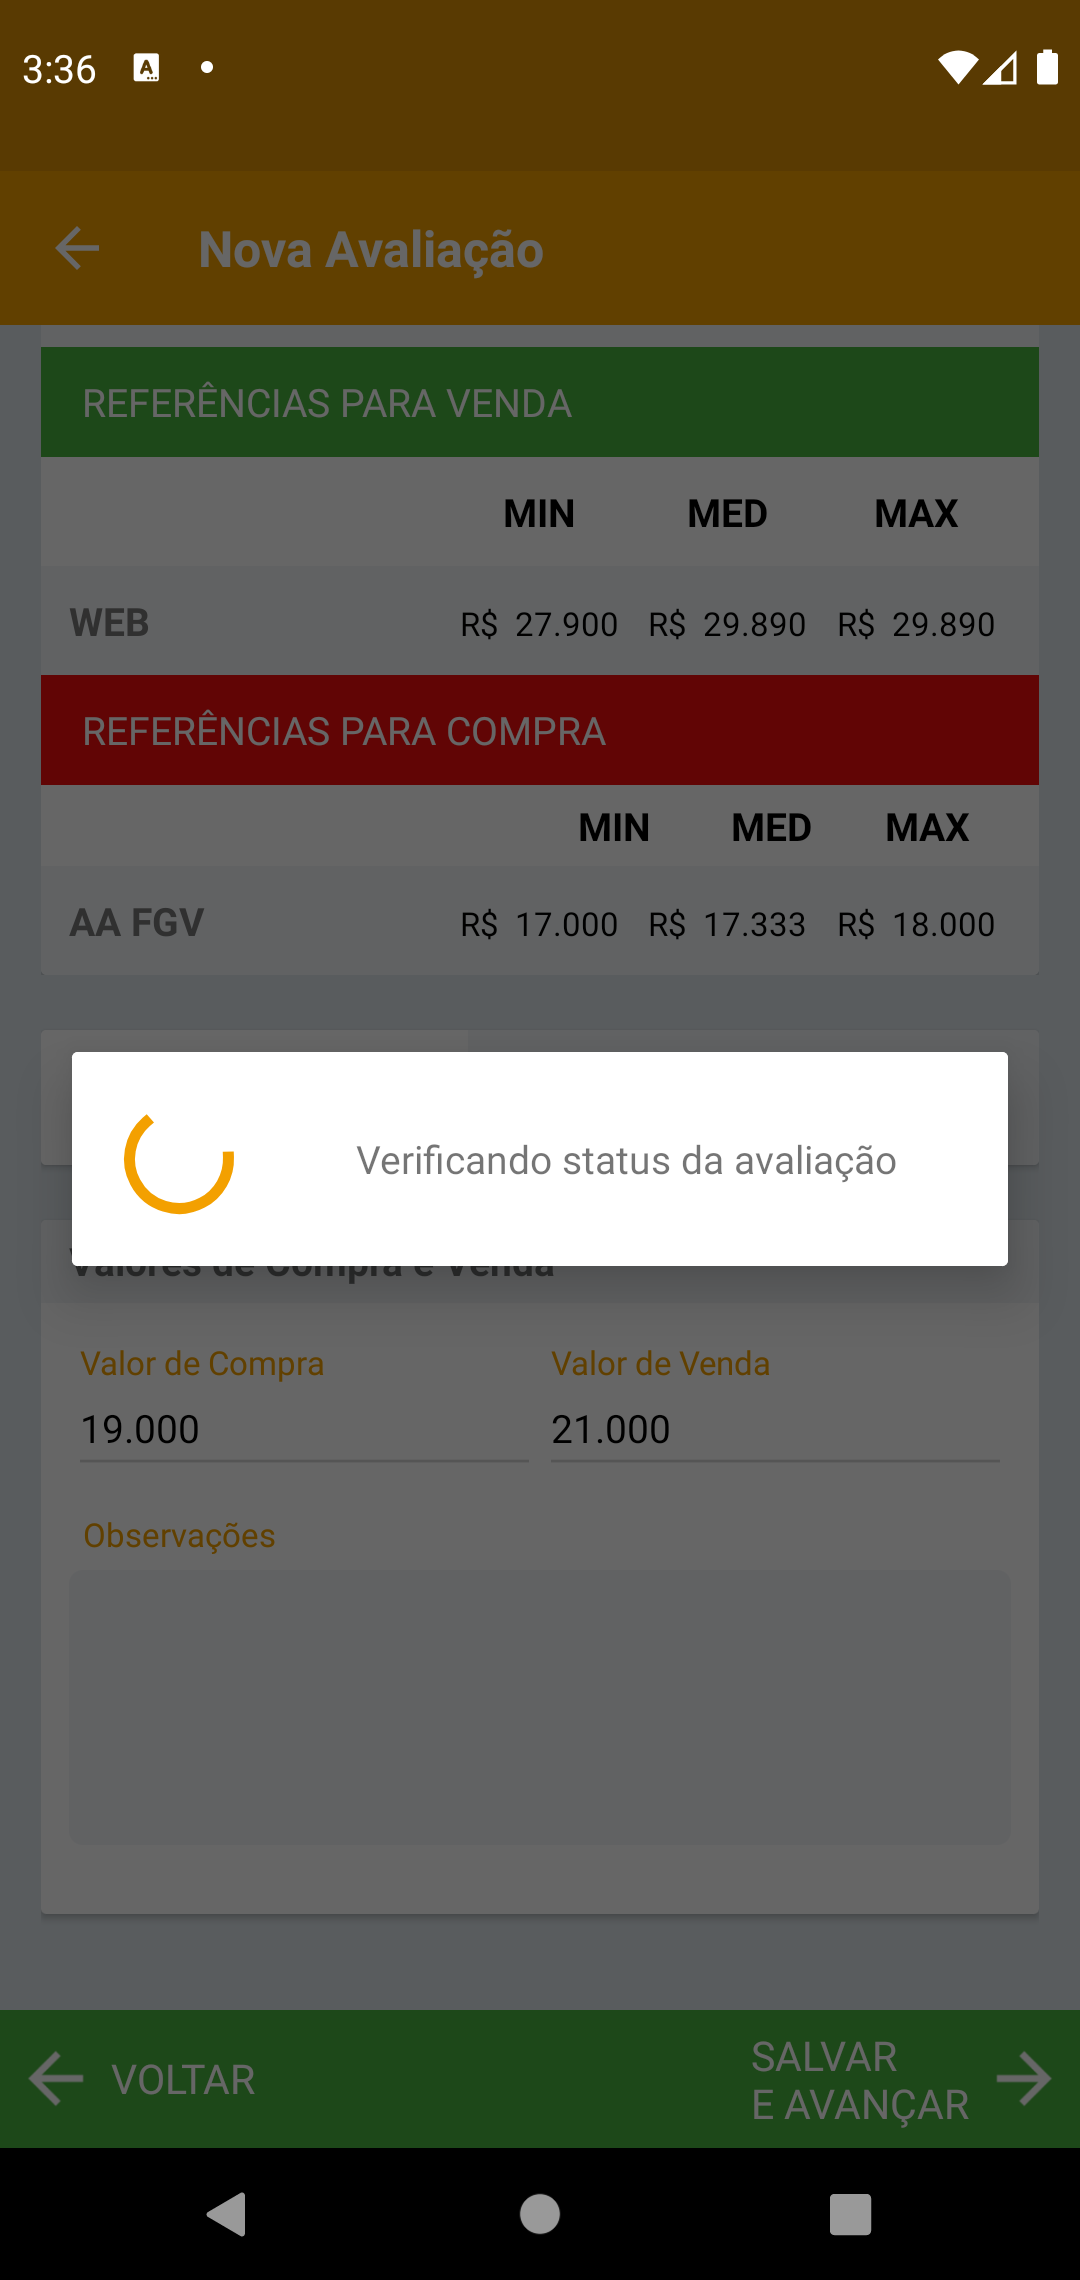 3:36
Nova Avaliação
REFERÊNCIAS PARA VENDA
MIN MED MAX
WEB R$ 27.900 R$ 29.890 R$ 29.890
REFERÊNCIAS PARA COMPRA
MIN MED MAX
AA FGV R$ 17.000 R$ 17.333 R$ 18.000
Verificando status da avaliação
Valores de Compra e Venda
Valor de Compra Valor de Venda
19.000 21.000
Observações
VOLTAR
SALVAR
E AVANÇAR